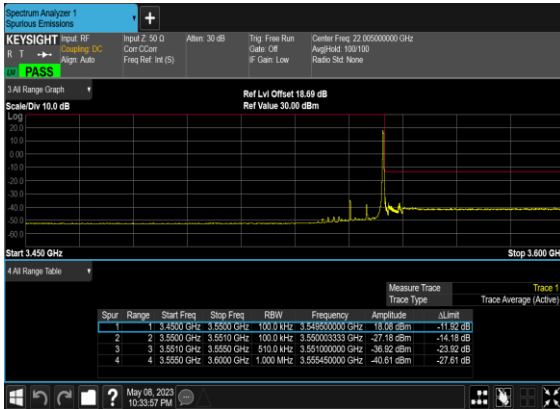 Spectrum Analyzer 1
Spurious Emissions
KEYSIGHT
R T
LXI
PASS
Input: RF
Coupling: DC
Align: Auto
Input Z: 50 Ω
Corr CCorr
Freq Ref: Int (S)
Atten: 30 dB
Trig: Free Run
Gate: Off
IF Gain: Low
Center Freq: 22.005000000 GHz
Avg|Hold: 100/100
Radio Std: None
3 All Range Graph
Scale/Div 10.0 dB
Ref Lvl Offset 18.69 dB
Ref Value 30.00 dBm
Log
20.0
10.0
0.00
-10.0
-20.0
-30.0
-40.0
-50.0
-60.0
Start 3.450 GHz
Stop 3.600 GH
4 All Range Table
Measure Trace Trace 1
Trace Type Trace Average (Active)
Spur Range Start Freq Stop Freq RBW Frequency Amplitude ΔLimit
1 1 3.4500 GHz 3.5500 GHz 100.0 kHz 3.549500000 GHz 18.08 dBm -11.92 dB
2 2 3.5500 GHz 3.5510 GHz 100.0 kHz 3.550003333 GHz -27.18 dBm -14.18 dB
3 3 3.5510 GHz 3.5550 GHz 510.0 kHz 3.551000000 GHz -36.92 dBm -23.92 dB
4 4 3.5550 GHz 3.6000 GHz 1.000 MHz 3.555450000 GHz -40.61 dBm -27.61 dB
?
May 08, 2023
10:33:57 PM